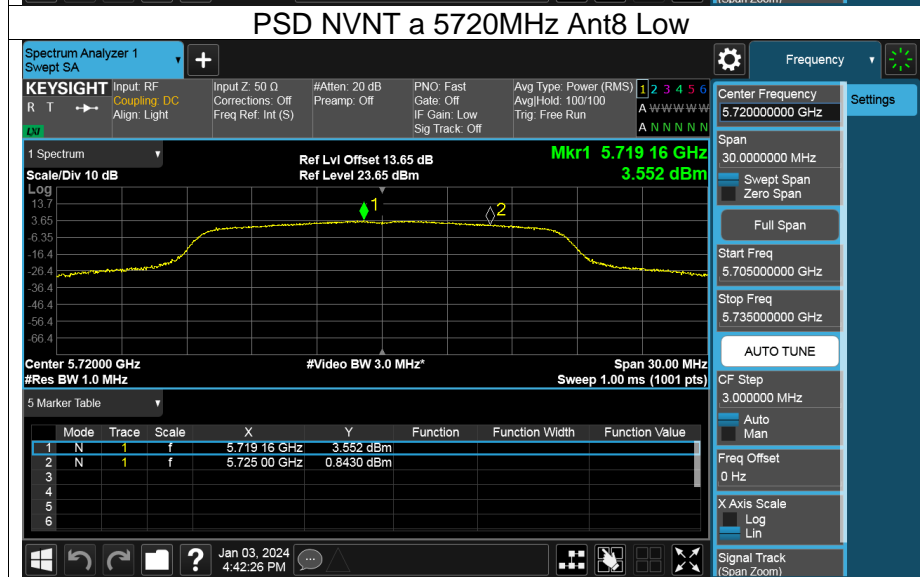 (Span Zoom)
PSD NVNT a 5720MHz Ant8 Low
Spectrum Analyzer 1
Swept SA
+
Frequency
KEYSIGHT
R T
LXI
Input: RF
Coupling: DC
Align: Light
Input Z: 50 Ω
Corrections: Off
Freq Ref: Int (S)
#Atten: 20 dB
Preamp: Off
PNO: Fast
Gate: Off
IF Gain: Low
Sig Track: Off
Avg Type: Power (RMS)
Avg|Hold: 100/100
Trig: Free Run
1 2 3 4 5 6
A W W W W W
A N N N N N
1 Spectrum
Scale/Div 10 dB
Ref Lvl Offset 13.65 dB
Ref Level 23.65 dBm
Mkr1 5.719 16 GHz
3.552 dBm
Log
13.7
3.65
-6.35
-16.4
-26.4
-36.4
-46.4
-56.4
-66.4
1
2
Center 5.72000 GHz
#Res BW 1.0 MHz
#Video BW 3.0 MHz*
Span 30.00 MHz
Sweep 1.00 ms (1001 pts)
5 Marker Table
Mode Trace Scale X Y Function Function Width Function Value
1 N 1 f 5.719 16 GHz 3.552 dBm
2 N 1 f 5.725 00 GHz 0.8430 dBm
3
4
5
6
?
Jan 03, 2024
4:42:26 PM
Center Frequency
5.720000000 GHz
Settings
Span
30.0000000 MHz
Swept Span
Zero Span
Full Span
Start Freq
5.705000000 GHz
Stop Freq
5.735000000 GHz
AUTO TUNE
CF Step
3.000000 MHz
Auto
Man
Freq Offset
0 Hz
X Axis Scale
Log
Lin
Signal Track
(Span Zoom)